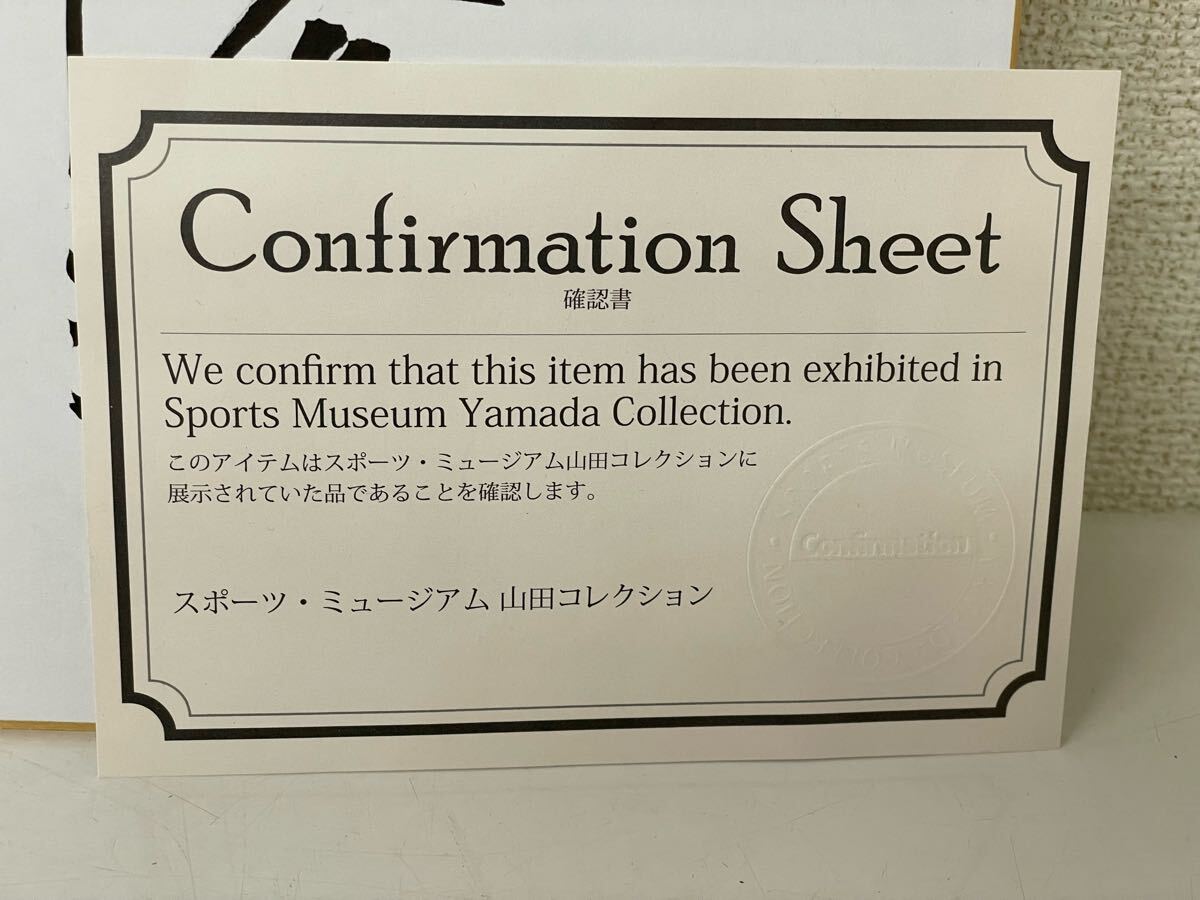 Confirmation Sheet
確認書
We confirm that this item has been exhibited in
Sports Museum Yamada Collection.
このアイテムはスポーツ・ミュージアム山田コレクションに
展示されていた品であることを確認します。
スポーツ・ミュージアム 山田コレクション
Confirmation
COLLECTION